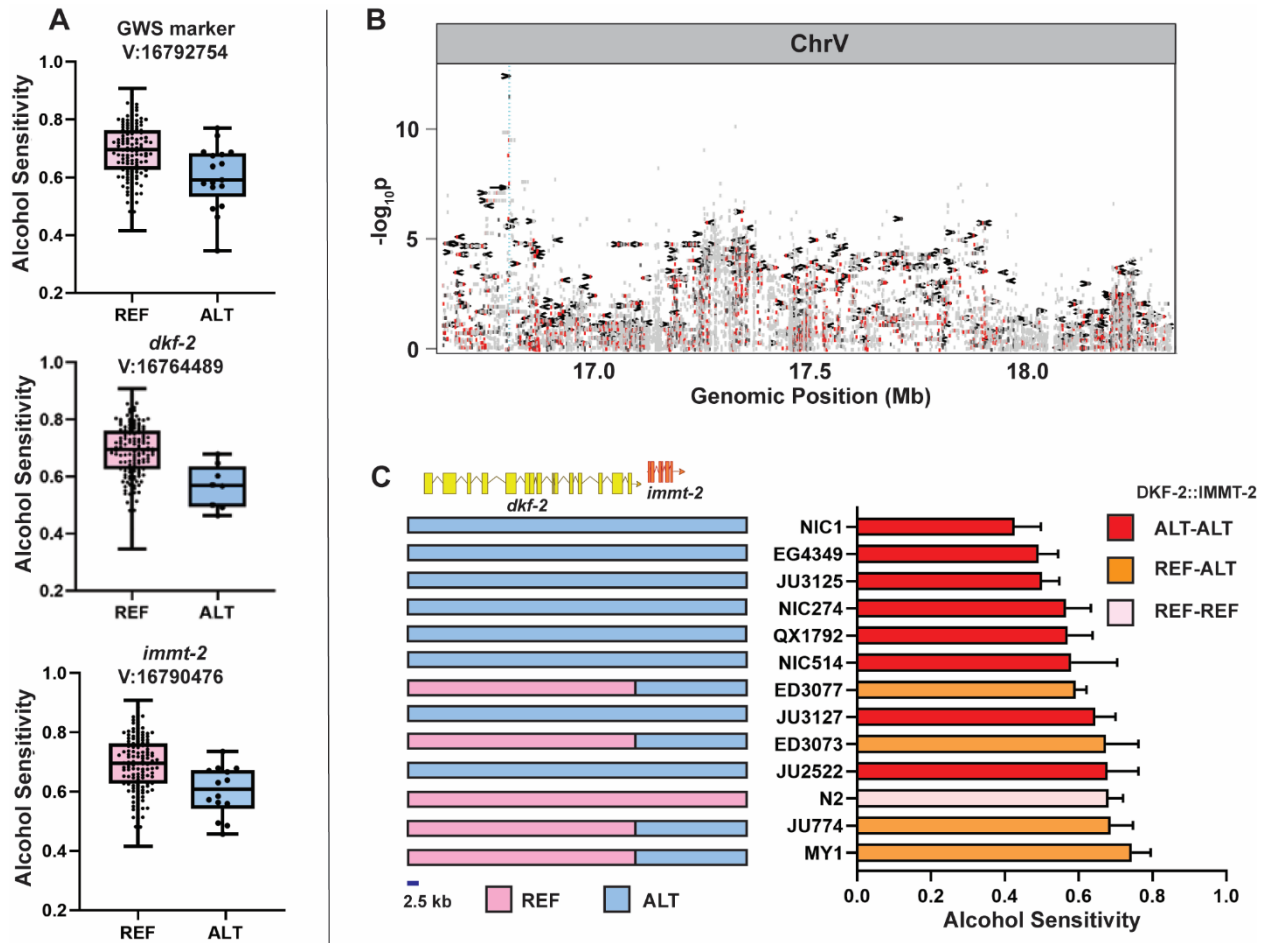 A
GWS marker
V:16792754
Alcohol Sensitivity
1.0
0.8
0.6
0.4
0.2
REF
ALT
dkf-2
V:16764489
Alcohol Sensitivity
1.0
0.8
0.6
0.4
0.2
REF
ALT
immt-2
V:16790476
Alcohol Sensitivity
1.0
0.8
0.6
0.4
0.2
REF
ALT
B
ChrV
-log10p
10
5
0
17.0
17.5
18.0
Genomic Position (Mb)
C
dkf-2
immt-2
2.5 kb
REF
ALT
DKF-2::IMMT-2
ALT-ALT
REF-ALT
REF-REF
NIC1
EG4349
JU3125
NIC274
QX1792
NIC514
ED3077
JU3127
ED3073
JU2522
N2
JU774
MY1
0.0
0.2
0.4
0.6
0.8
1.0
Alcohol Sensitivity